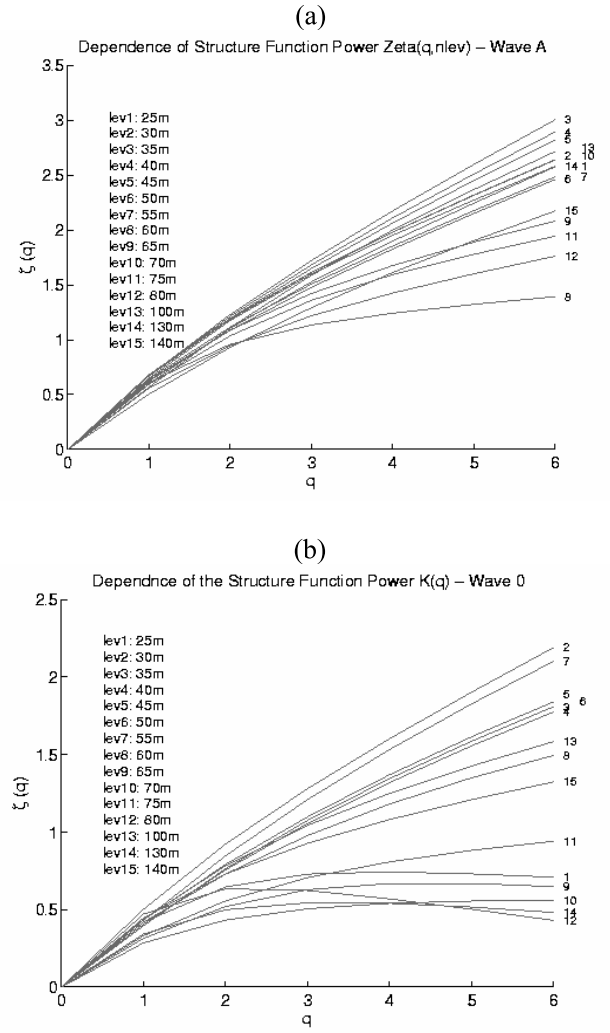 (a)
Dependence of Structure Function Power Zeta(q,nlev) – Wave A
3.5
3
2.5
2
1.5
1
0.5
0
ζ (q)
lev1: 25m
lev2: 30m
lev3: 35m
lev4: 40m
lev5: 45m
lev6: 50m
lev7: 55m
lev8: 60m
lev9: 65m
lev10: 70m
lev11: 75m
lev12: 80m
lev13: 100m
lev14: 130m
lev15: 140m
3
4
5
13
2 10
14 1
6 7
15
9
11
12
8
0 1 2 3 4 5 6
q
(b)
Dependnce of the Structure Function Power K(q) – Wave 0
2.5
2
1.5
1
0.5
0
ζ (q)
lev1: 25m
lev2: 30m
lev3: 35m
lev4: 40m
lev5: 45m
lev6: 50m
lev7: 55m
lev8: 60m
lev9: 65m
lev10: 70m
lev11: 75m
lev12: 80m
lev13: 100m
lev14: 130m
lev15: 140m
2
7
5
6
3
4
13
8
15
11
1
9
10
14
12
0 1 2 3 4 5 6
q